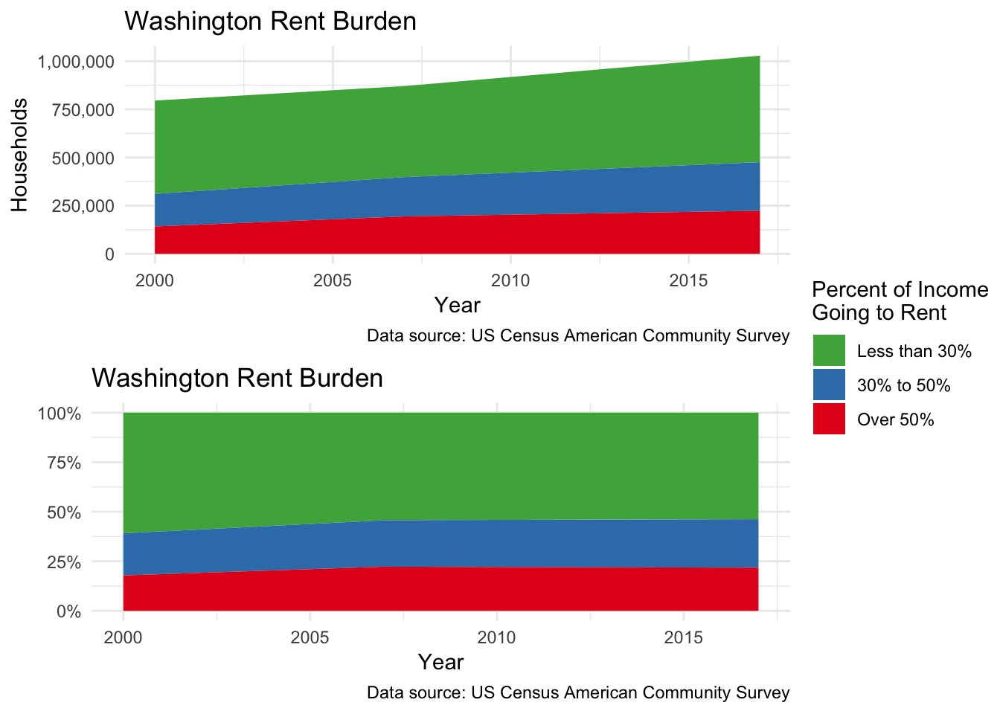 Washington Rent Burden
Households
1,000,000
750,000
500,000
250,000
0
2000 2005 2010 2015
Year
Data source: US Census American Community Survey
Percent of Income
Going to Rent
Less than 30%
30% to 50%
Over 50%
Washington Rent Burden
100%
75%
50%
25%
0%
2000 2005 2010 2015
Year
Data source: US Census American Community Survey